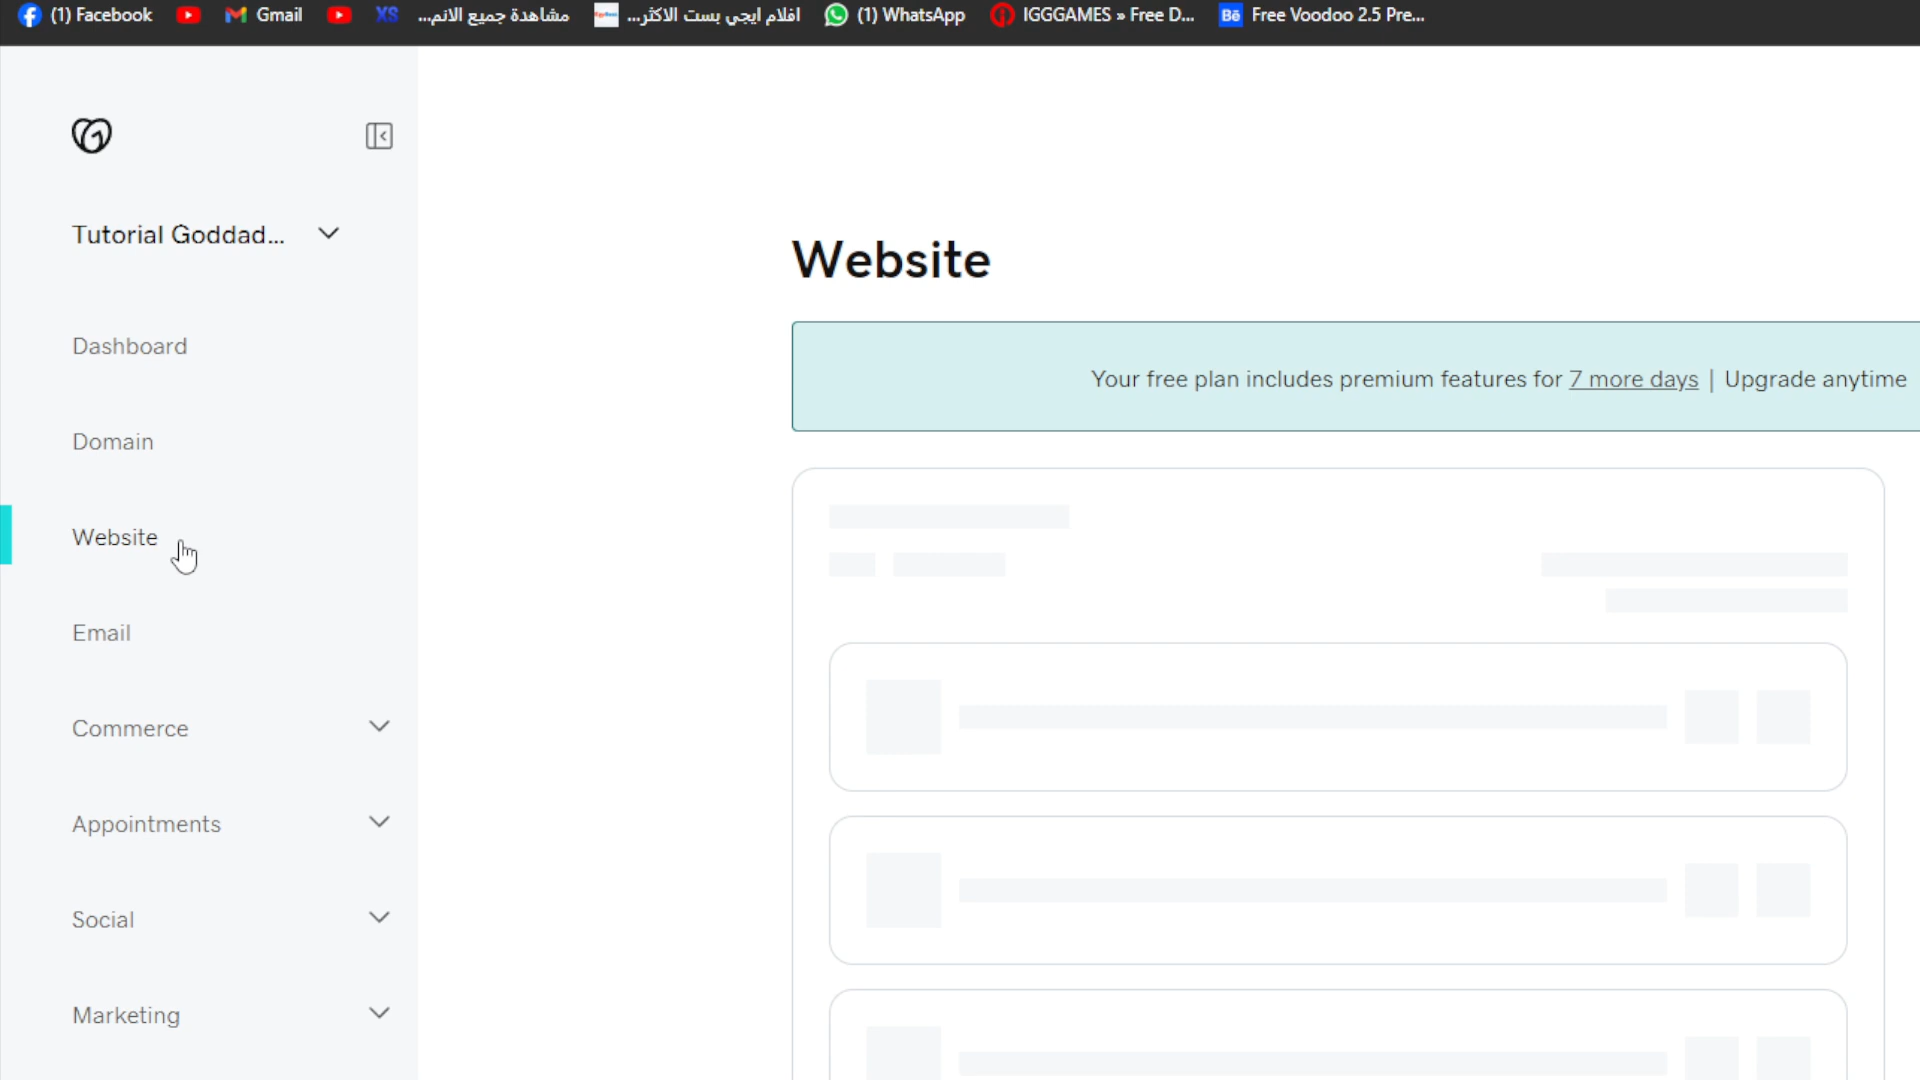 (1) Facebook
Gmail
XS
مشاهدة جميع الانم...
افلام ايجي بست الاكثر...
(1) WhatsApp
IGGGAMES » Free D...
Bē
Free Voodoo 2.5 Pre...
Tutorial Goddad...
Dashboard
Domain
Website
Email
Commerce
Appointments
Social
Marketing
Website
Your free plan includes premium features for 7 more days | Upgrade anytime